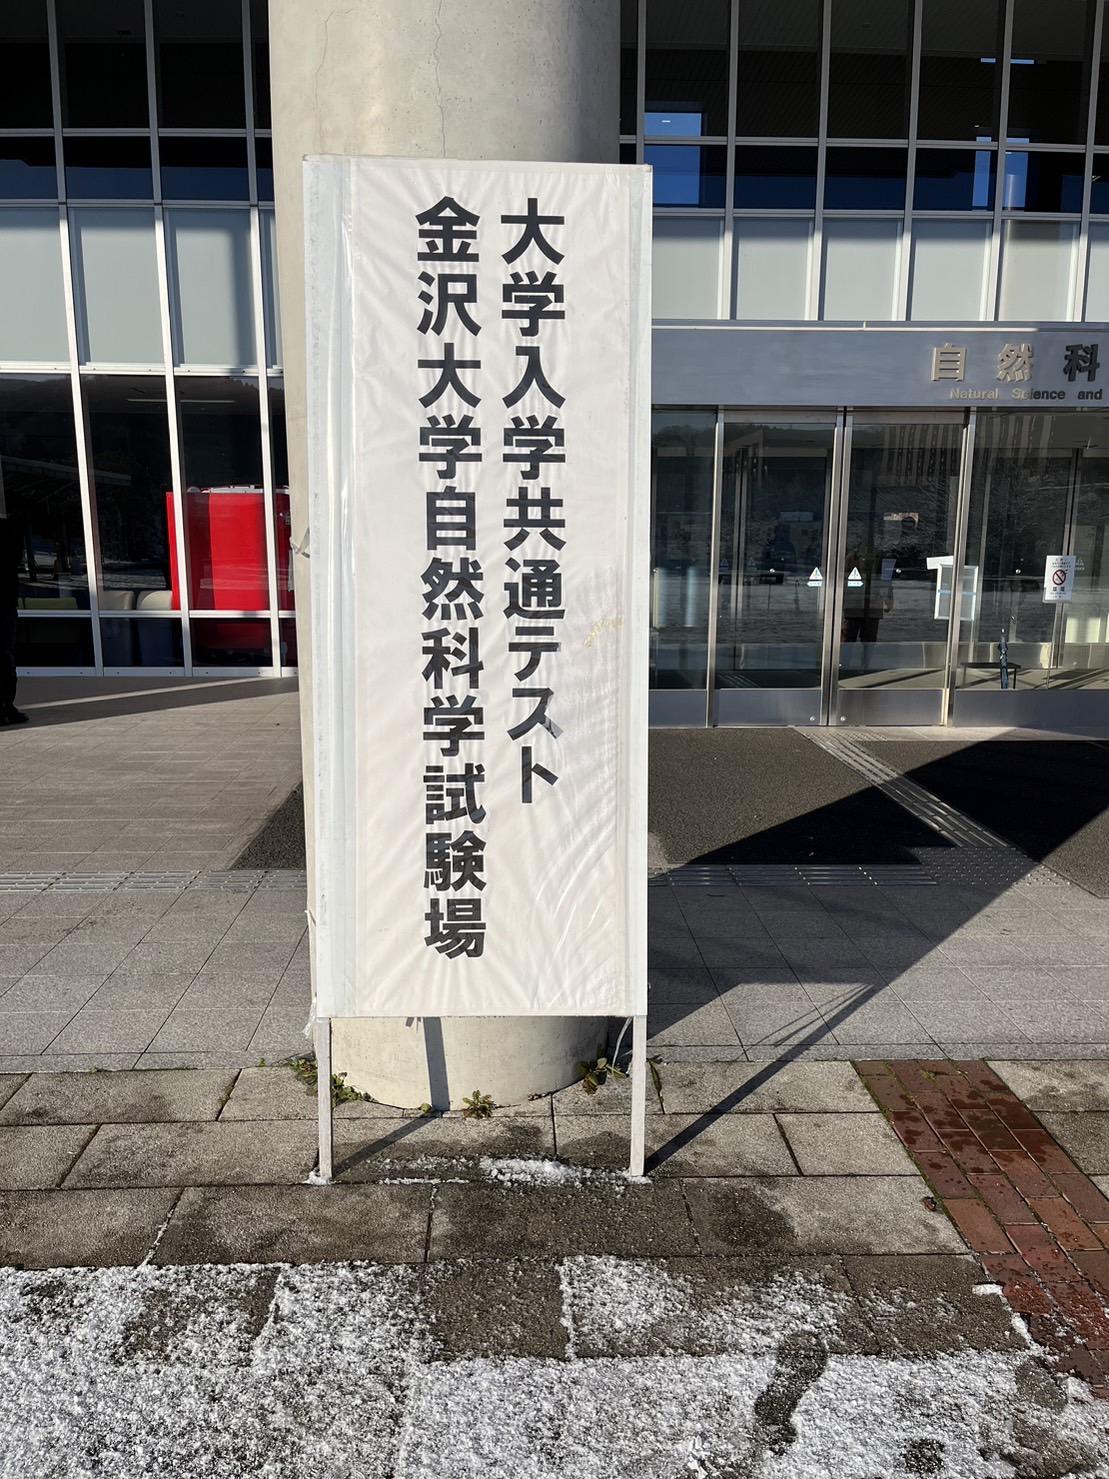 大学入学共通テスト
金沢大学自然科学試験場
自然科
Natural Science and